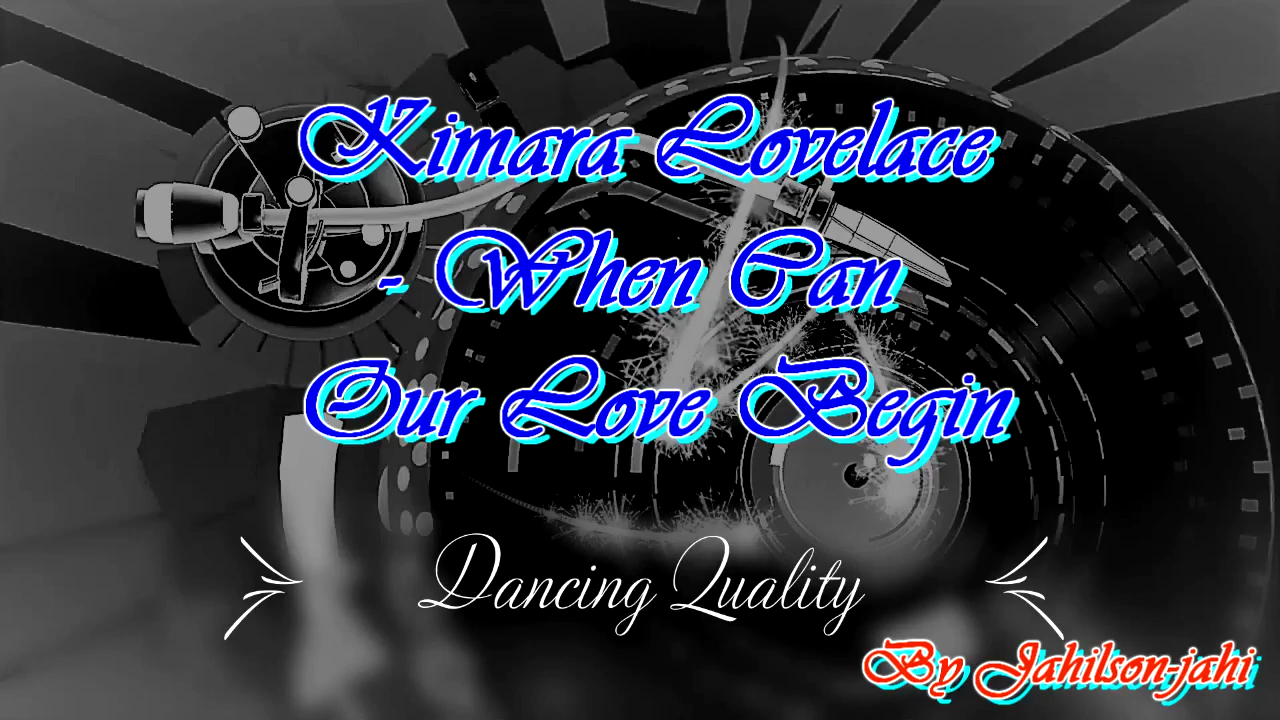 Kimara Lovelace
- When Can
Our Love Begin
Dancing Quality
By Jahilson-jahi